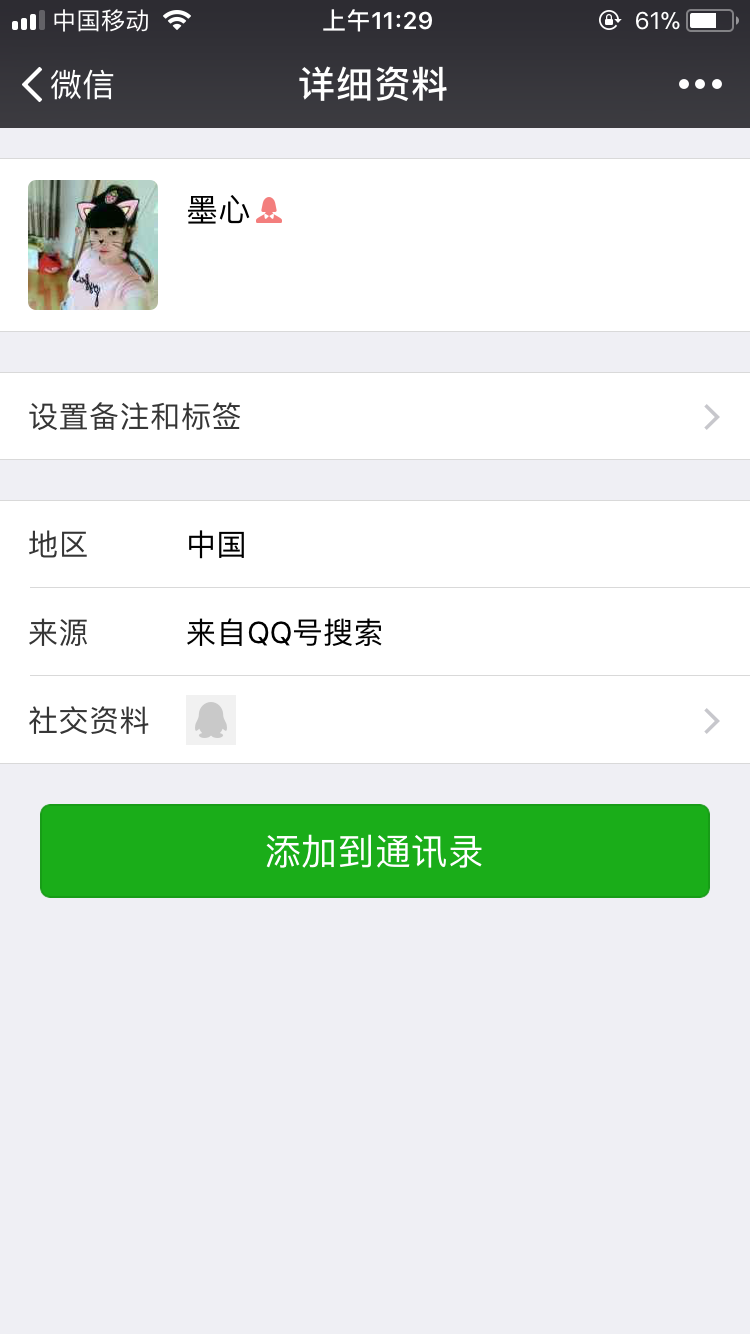 中国移动 上午11:29 61%
微信 详细资料
墨心
设置备注和标签
地区 中国
来源 来自QQ号搜索
社交资料
添加到通讯录